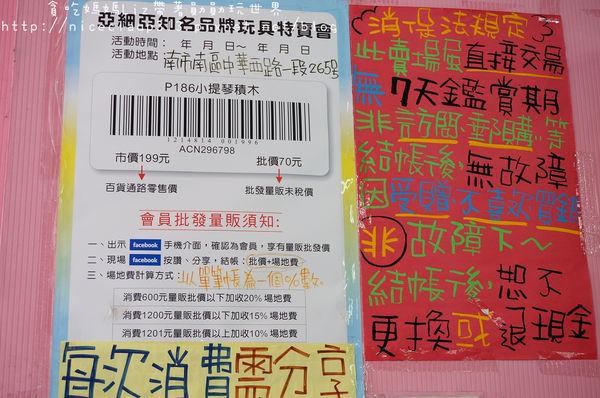 貪吃媽媽Liz帶著勛勛玩世界
亞細亞知名品牌玩具特賣會
活動時間： 年 月日～ 年 月日
活動地點 南市南區中華西路一段265號
P186小提琴積木
1214814 001996
ACN296798
市價199元 批價70元
百貨通路零售價 批發量販未稅價
會員批發量販須知:
一、出示 facebook 手機介面，確認為會員，享有量販批發價
二、現場 facebook 按讚、分享，結帳：批價+場地費
三、場地費計算方式：以單筆帳為一個%數
消費600元量販批價以下加收20% 場地費
消費1200元量販批價以下加收15% 場地費
消費1201元量販批價以上加收10% 場地費
每次消費需分享
消保法規定
此賣場屬直接交易
無7天鑑賞期
非訪問、郵購、等
結帳後，無故障
因受贈、不喜歡、買錯
非故障下～
結帳後，恕不
更換或退現金